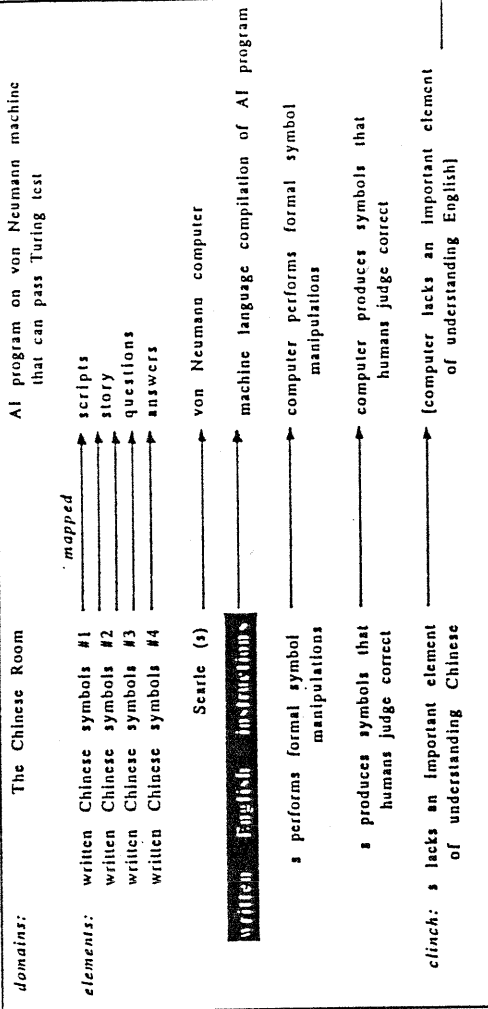 domains: The Chinese Room AI program on von Neumann machine
that can pass Turing test
mapped
elements: written Chinese symbols #1 scripts
written Chinese symbols #2 story
written Chinese symbols #3 questions
written Chinese symbols #4 answers
Searle (s) von Neumann computer
written English instructions machine language compilation of AI program
s performs formal symbol computer performs formal symbol
manipulations manipulations
s produces symbols that computer produces symbols that
humans judge correct humans judge correct
clinch: s lacks an important element [computer lacks an important element
of understanding Chinese of understanding English]